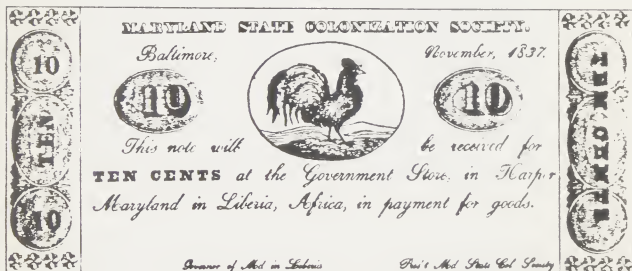 MARYLAND STATE COLONIZATION SOCIETY.
Baltimore, November, 1837.
10 TEN 10
10 10
TEN CENTS
This note will be received for
TEN CENTS at the Government Store, in Harper
Maryland in Liberia, Africa, in payment for goods.
Governor of Md in Liberia Pres't Md State Col Society